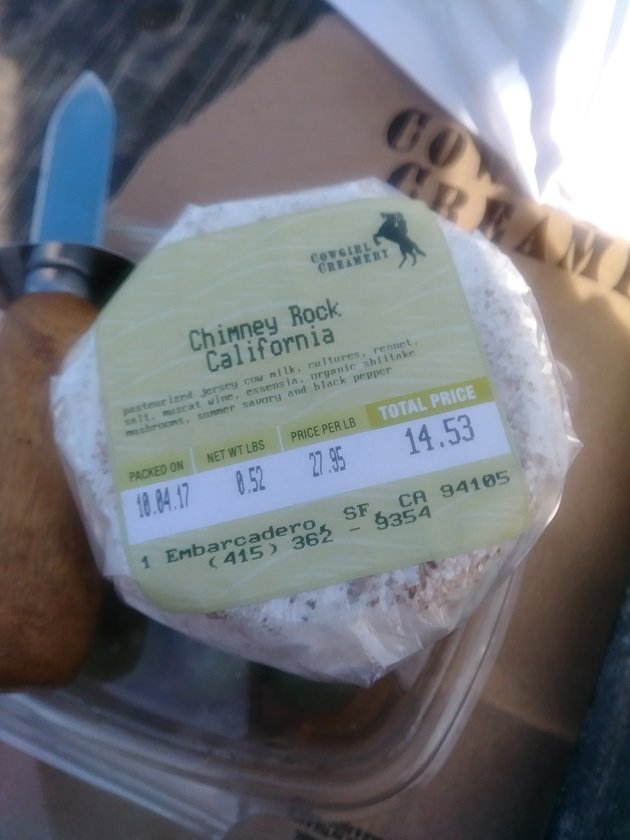 COWGIRL
CREAMERY
Chimney Rock
California
pasteurized jersey cow milk, cultures, rennet,
salt, muscat wine, essensia, organic shiitake
mushrooms, summer savory and black pepper
PACKED ON NET WT LBS PRICE PER LB TOTAL PRICE
10.04.17 0.52 27.95 14.53
1 Embarcadero, SF, CA 94105
(415) 362 - 9354
COW
CREAME